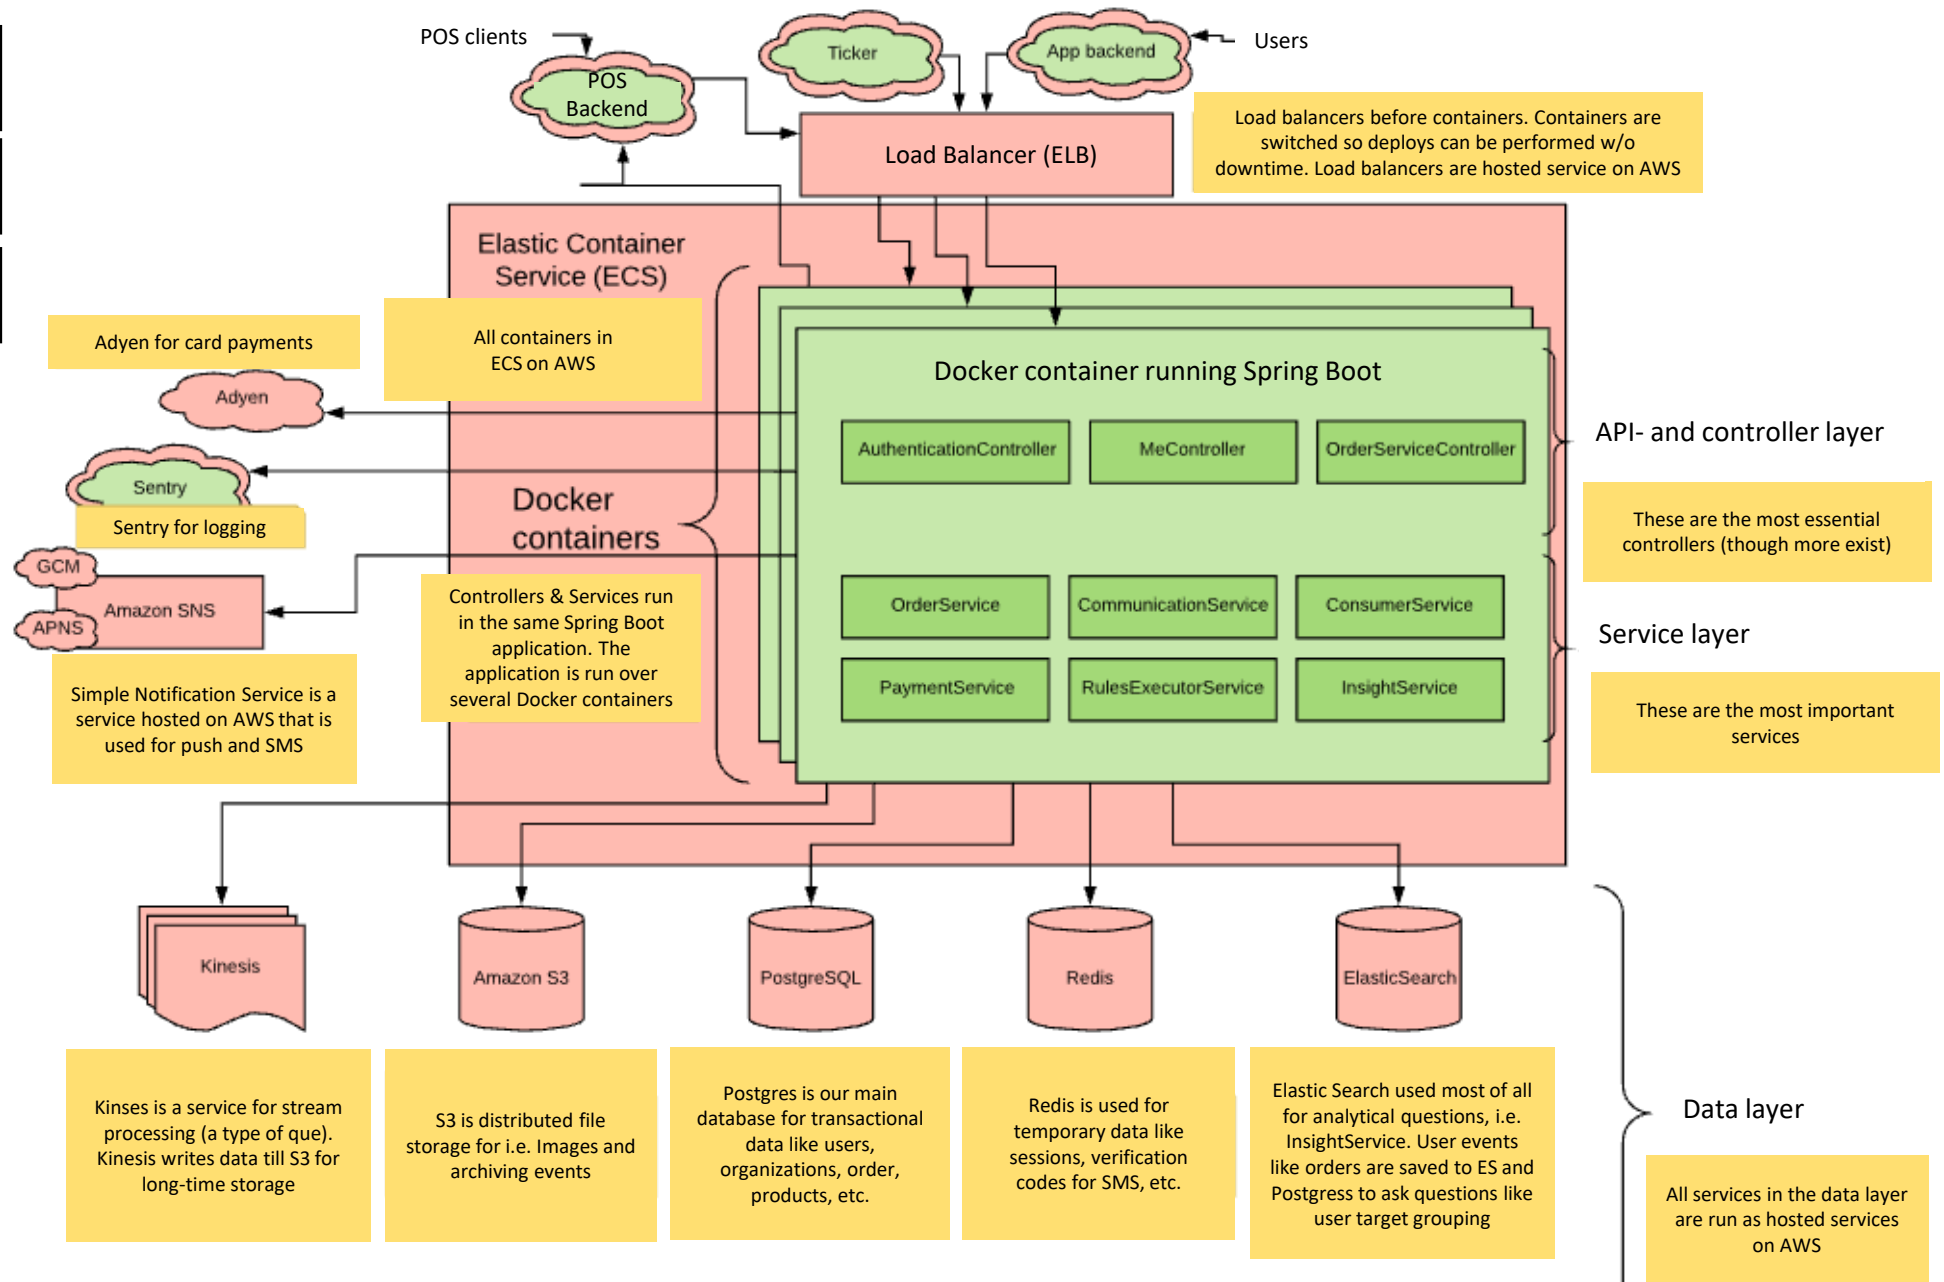 POS clients
Ticker
App backend
Users
POS
Backend
Load Balancer (ELB)
Load balancers before containers. Containers are
switched so deploys can be performed w/o
downtime. Load balancers are hosted service on AWS
Elastic Container
Service (ECS)
Adyen for card payments
All containers in
ECS on AWS
Adyen
Docker container running Spring Boot
AuthenticationController
MeController
OrderServiceController
API- and controller layer
Sentry
Sentry for logging
Docker
containers
These are the most essential
controllers (though more exist)
GCM
Amazon SNS
APNS
Controllers & Services run
in the same Spring Boot
application. The
application is run over
several Docker containers
OrderService
CommunicationService
ConsumerService
Service layer
PaymentService
RulesExecutorService
InsightService
Simple Notification Service is a
service hosted on AWS that is
used for push and SMS
These are the most important
services
Kinesis
Amazon S3
PostgreSQL
Redis
ElasticSearch
Kinses is a service for stream
processing (a type of que).
Kinesis writes data till S3 for
long-time storage
S3 is distributed file
storage for i.e. Images and
archiving events
Postgres is our main
database for transactional
data like users,
organizations, order,
products, etc.
Redis is used for
temporary data like
sessions, verification
codes for SMS, etc.
Elastic Search used most of all
for analytical questions, i.e.
InsightService. User events
like orders are saved to ES and
Postgress to ask questions like
user target grouping
Data layer
All services in the data layer
are run as hosted services
on AWS